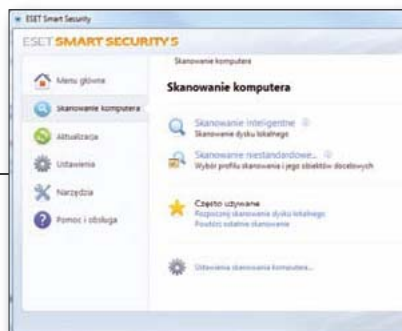 ESET Smart Security
ESET SMART SECURITY 5
Menu główne
Skanowanie komputera
Aktualizacja
Ustawienia
Narzędzia
Pomoc i obsługa
Skanowanie komputera
Skanowanie komputera
Skanowanie inteligentne
Skanowanie dysku lokalnego
Skanowanie niestandardowe...
Wybór profilu skanowania i jego obiektów docelowych
Często używane
Rozpocznij skanowanie dysku lokalnego
Powtórz ostatnie skanowanie
Ustawienia skanowania komputera...